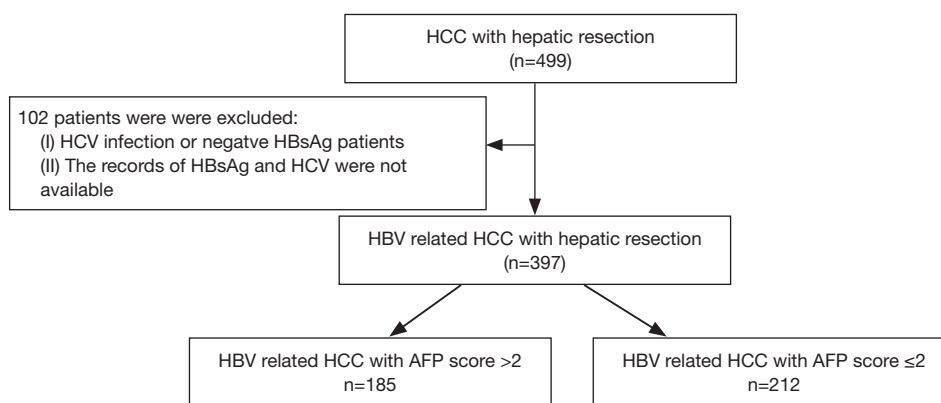 HCC with hepatic resection
(n=499)
102 patients were were excluded:
(I) HCV infection or negatve HBsAg patients
(II) The records of HBsAg and HCV were not
available
HBV related HCC with hepatic resection
(n=397)
HBV related HCC with AFP score >2
n=185
HBV related HCC with AFP score ≤2
n=212